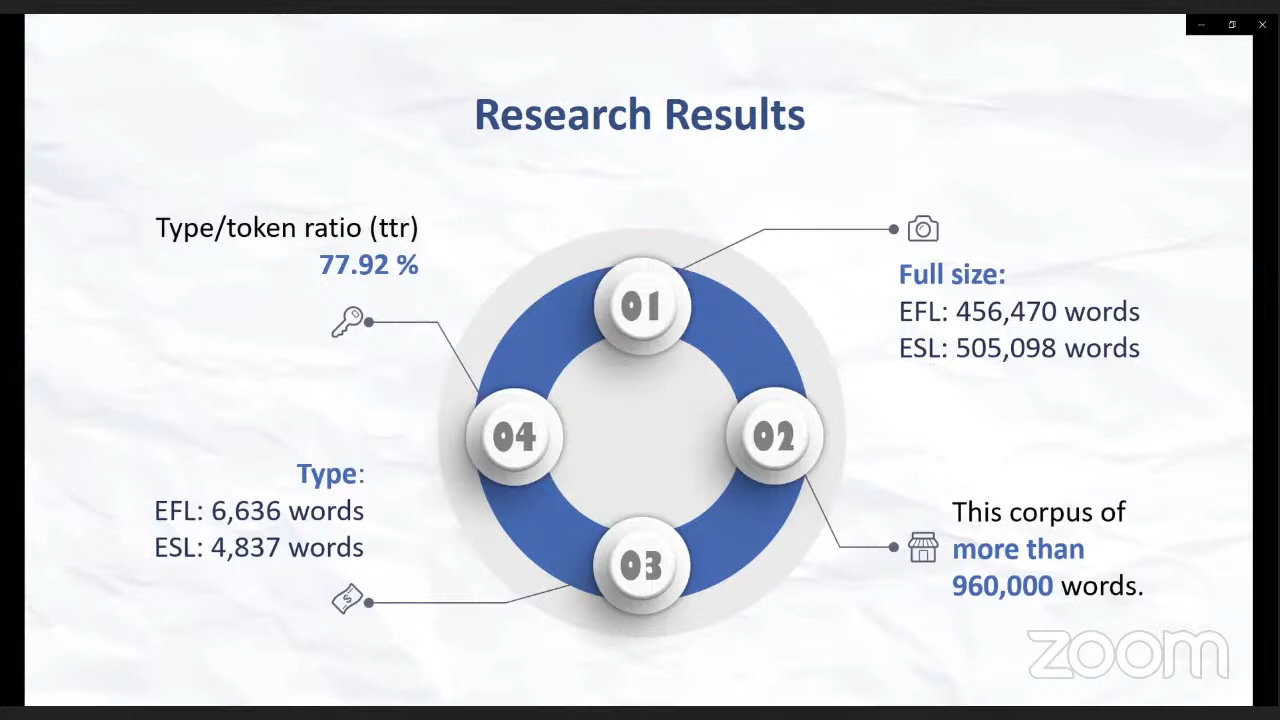 Research Results
Type/token ratio (ttr)
77.92 %
01
Full size:
EFL: 456,470 words
ESL: 505,098 words
04
02
Type:
EFL: 6,636 words
ESL: 4,837 words
This corpus of
more than
960,000 words.
03
zoom